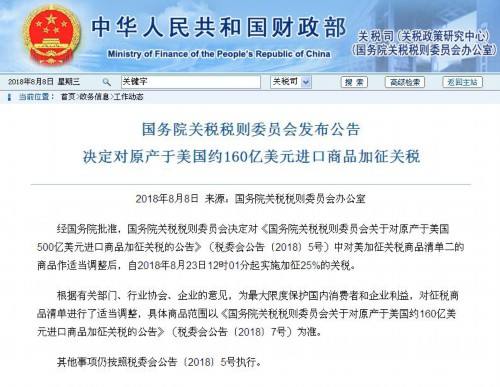 中华人民共和国财政部
Ministry of Finance of the People's Republic of China
关税司(关税政策研究中心)
(国务院关税税则委员会办公室)
2018年8月8日 星期三
关键字
关税司
搜 索
高级检索
返回主站
当前位置: 首页>政务信息>工作动态
国务院关税税则委员会发布公告
决定对原产于美国约160亿美元进口商品加征关税
2018年8月8日 来源:国务院关税税则委员会办公室
经国务院批准,国务院关税税则委员会决定对《国务院关税税则委员会关于对原产于美国
500亿美元进口商品加征关税的公告》(税委会公告〔2018〕5号)中对美加征关税商品清单二的
商品作适当调整后,自2018年8月23日12时01分起实施加征25%的关税。
根据有关部门、行业协会、企业的意见,为最大限度保护国内消费者和企业利益,对征税商
品清单进行了适当调整,具体商品范围以《国务院关税税则委员会关于对原产于美国约160亿美
元进口商品加征关税的公告》(税委会公告〔2018〕7号)为准。
其他事项仍按照税委会公告〔2018〕5号执行。